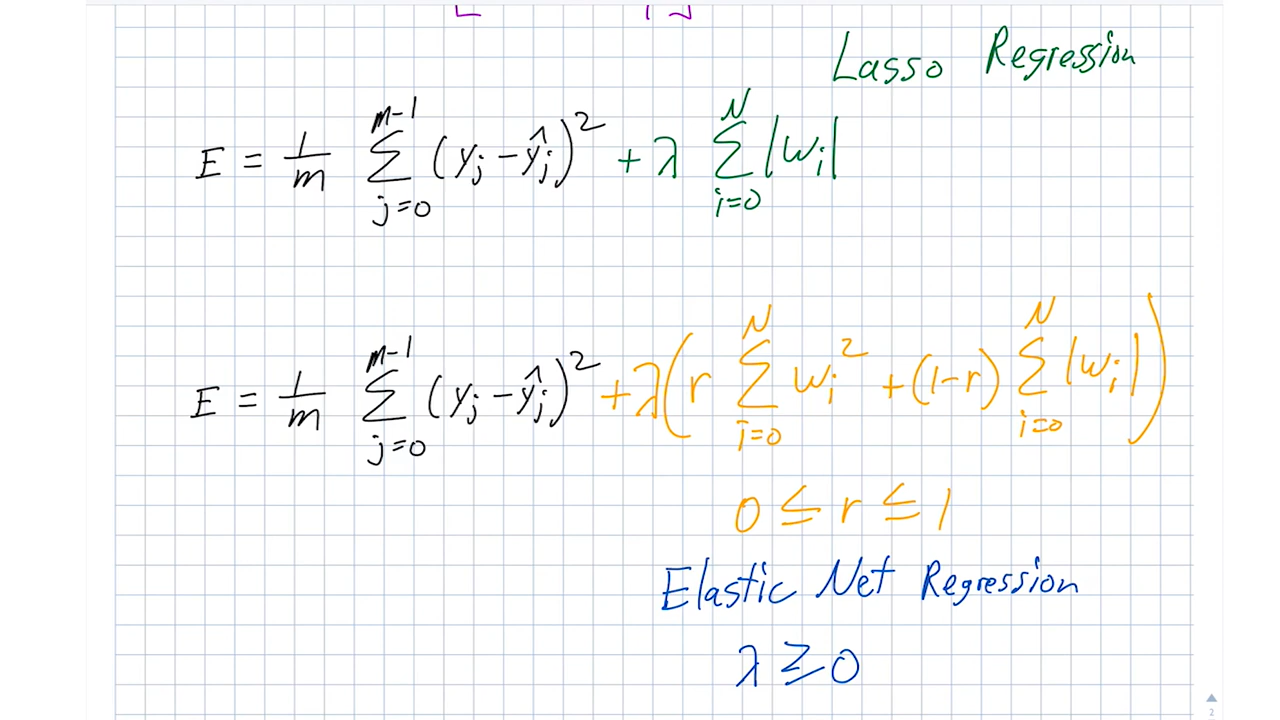 Lasso Regression
E = 1/m Σ_{j=0}^{m-1} (y_j - ŷ_j)^2 + λ Σ_{i=0}^{N} |w_i|
E = 1/m Σ_{j=0}^{m-1} (y_j - ŷ_j)^2 + λ(r Σ_{i=0}^{N} w_i^2 + (1-r) Σ_{i=0}^{N} |w_i|)
0 ≤ r ≤ 1
Elastic Net Regression
λ ≥ 0
2